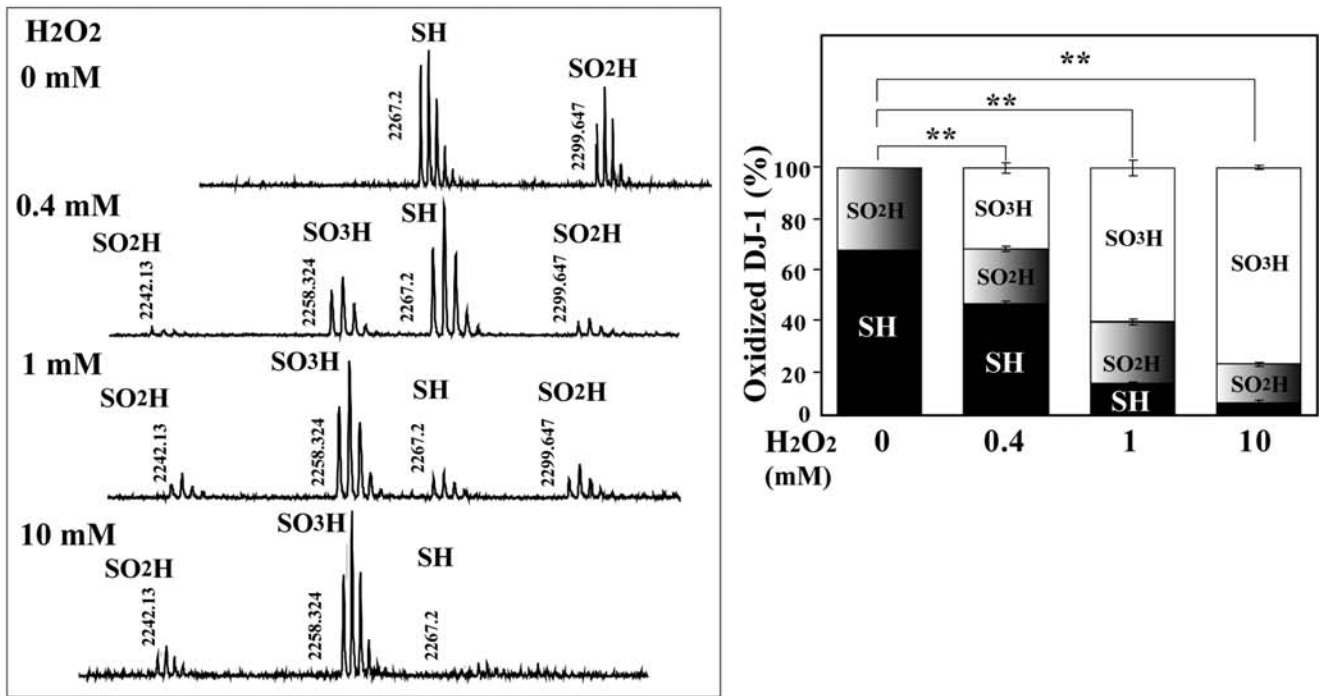 H2O2
0 mM
SH
SO2H
2267.2
2299.647
0.4 mM
SO2H
SO3H
SH
SO2H
2242.13
2258.324
2267.2
2299.647
1 mM
SO2H
SO3H
SH
SO2H
2242.13
2258.324
2267.2
2299.647
10 mM
SO2H
SO3H
SH
2242.13
2258.324
2267.2
**
**
**
Oxidized DJ-1 (%)
100
80
60
40
20
0
SO2H
SH
SO3H
SO2H
SH
SO3H
SO2H
SH
SO3H
SO2H
H2O2 0 0.4 1 10
(mM)